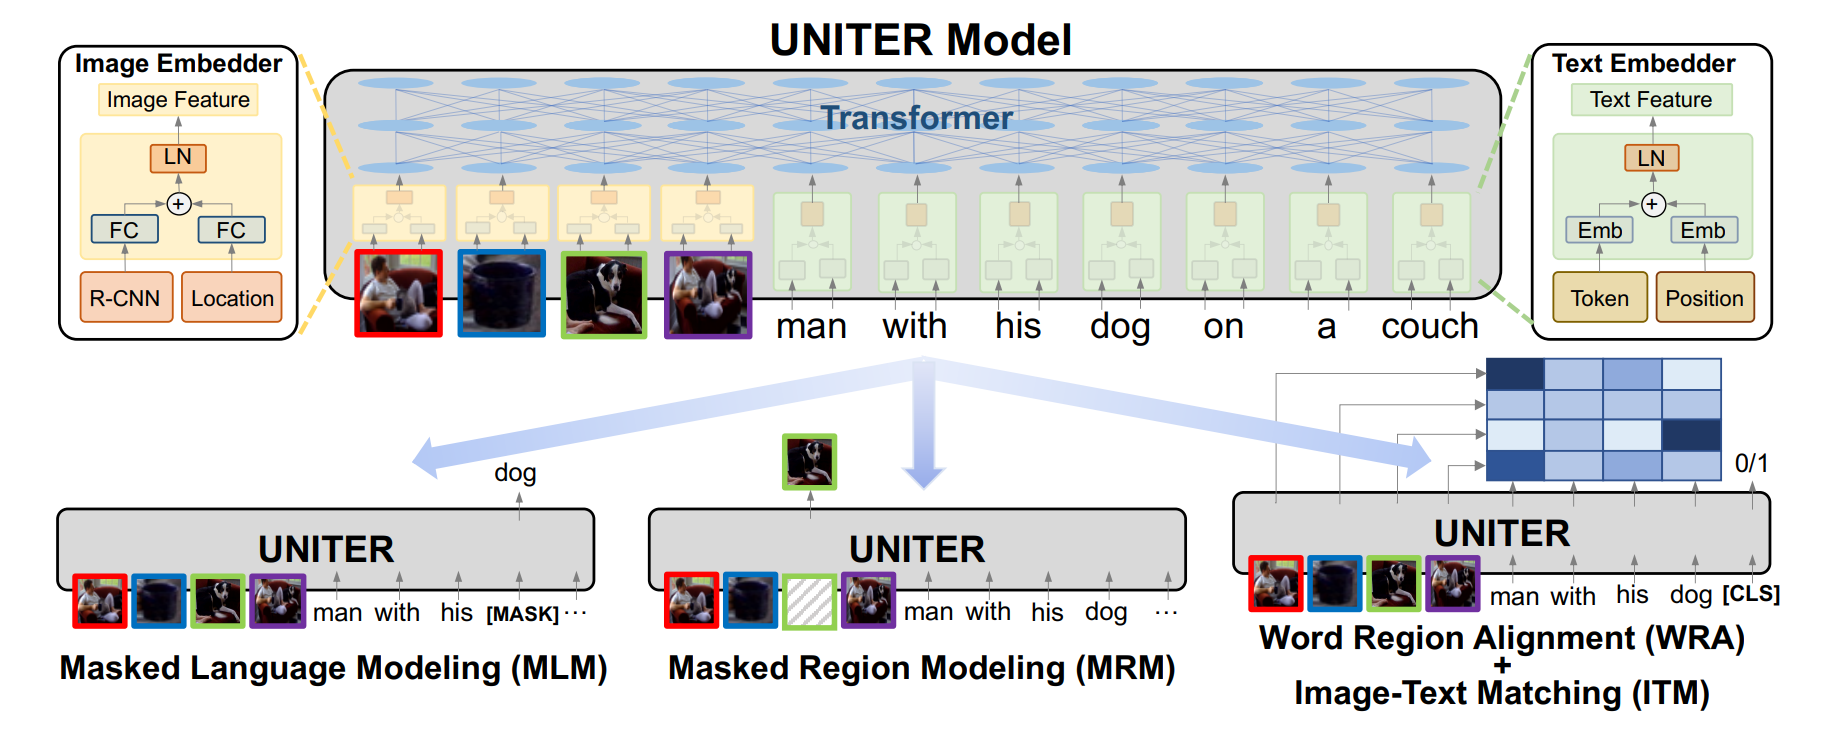 UNITER Model
Image Embedder
Image Feature
LN
+
FC FC
R-CNN Location
Transformer
man with his dog on a couch
Text Embedder
Text Feature
LN
+
Emb Emb
Token Position
dog
UNITER
man with his [MASK] ...
Masked Language Modeling (MLM)
UNITER
man with his dog ...
Masked Region Modeling (MRM)
0/1
UNITER
man with his dog [CLS]
Word Region Alignment (WRA)
+
Image-Text Matching (ITM)